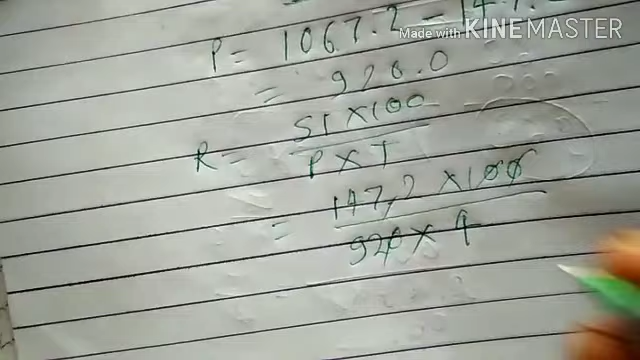 Made with KINEMASTER
P = 1067.2 - 147.2
= 920.0
R = SI × 100
P × T
= 147.2 × 100
920 × 4